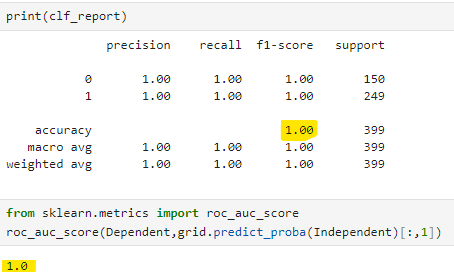 print(clf_report)
precision recall f1-score support
0 1.00 1.00 1.00 150
1 1.00 1.00 1.00 249
accuracy 1.00 399
macro avg 1.00 1.00 1.00 399
weighted avg 1.00 1.00 1.00 399
from sklearn.metrics import roc_auc_score
roc_auc_score(Dependent,grid.predict_proba(Independent)[:,1])
1.0